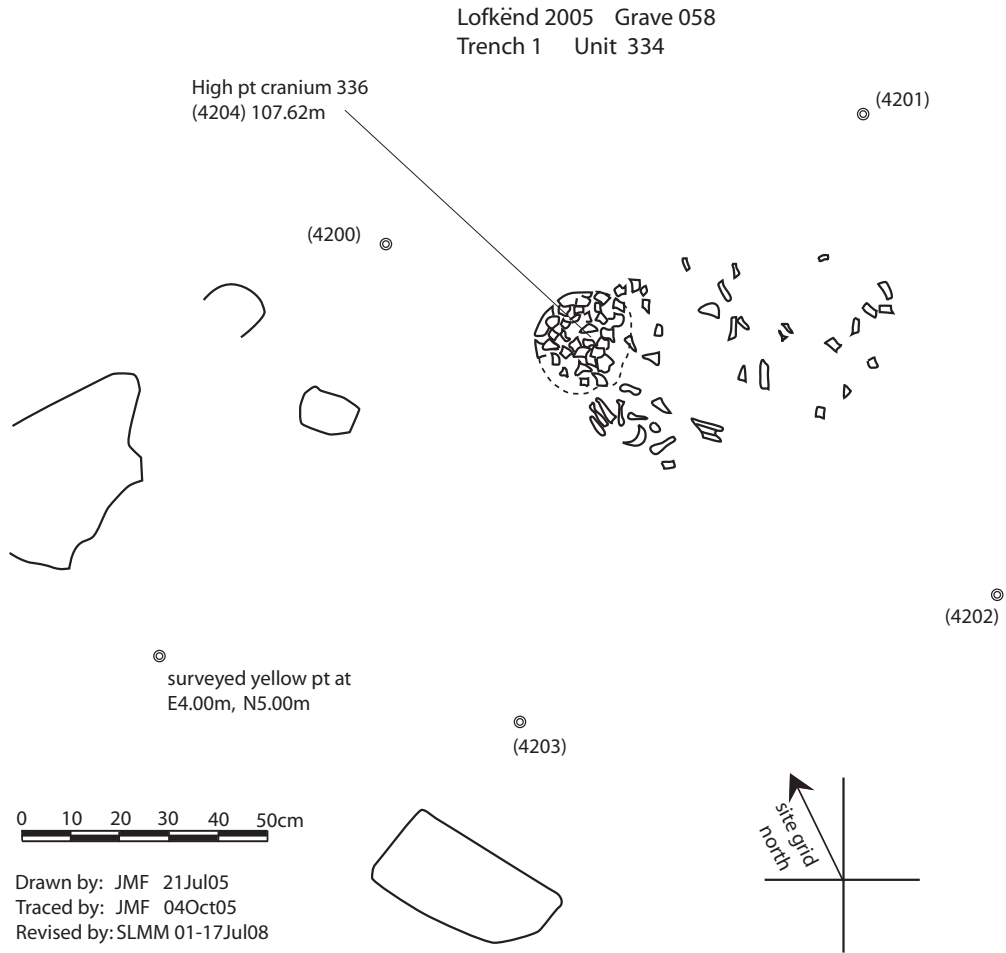 Lofkënd 2005 Grave 058
Trench 1 Unit 334
High pt cranium 336
(4204) 107.62m
(4201)
(4200)
(4202)
surveyed yellow pt at
E4.00m, N5.00m
(4203)
0 10 20 30 40 50cm
site grid
north
Drawn by: JMF 21Jul05
Traced by: JMF 04Oct05
Revised by: SLMM 01-17Jul08